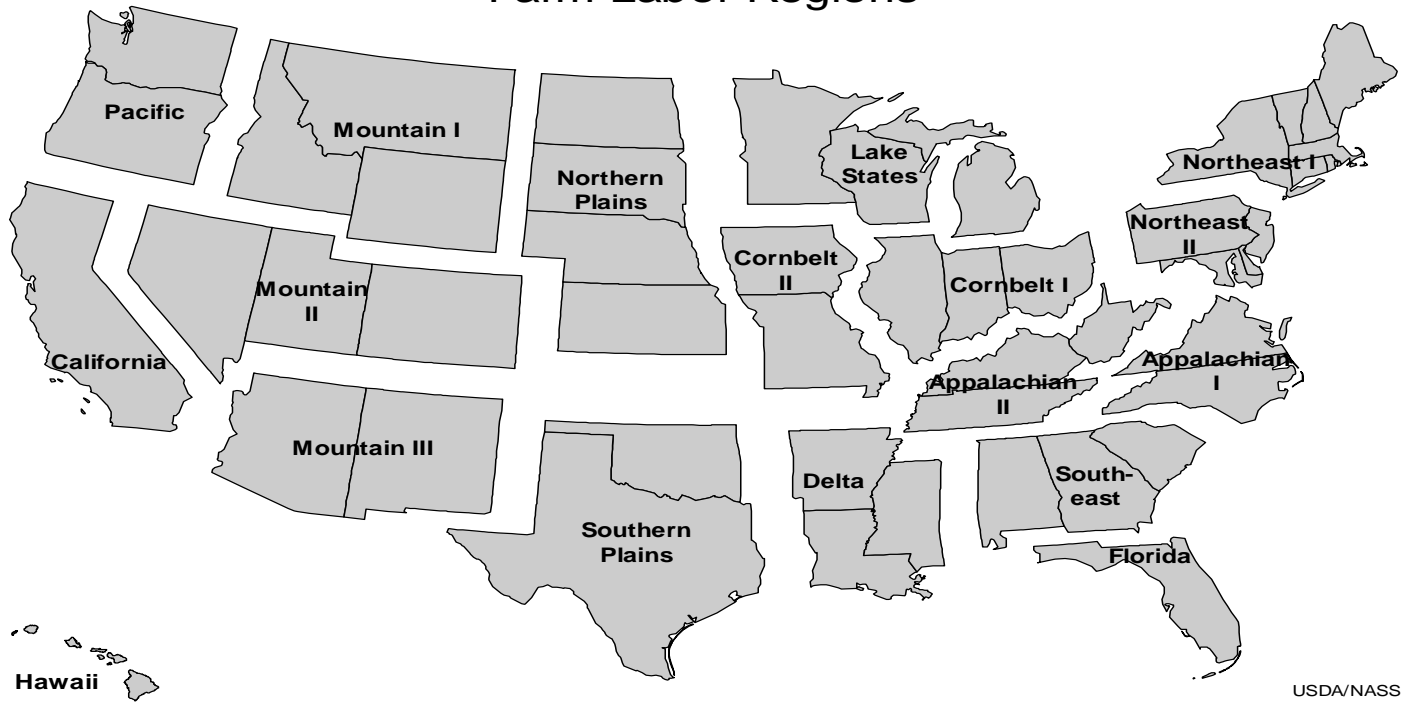 Farm Labor Regions
Pacific
Mountain I
Northern
Plains
Lake
States
Northeast I
Northeast
II
Cornbelt
II
Cornbelt I
Mountain
II
California
Appalachian
I
Appalachian
II
Mountain III
Delta
South-
east
Southern
Plains
Florida
Hawaii
USDA/NASS